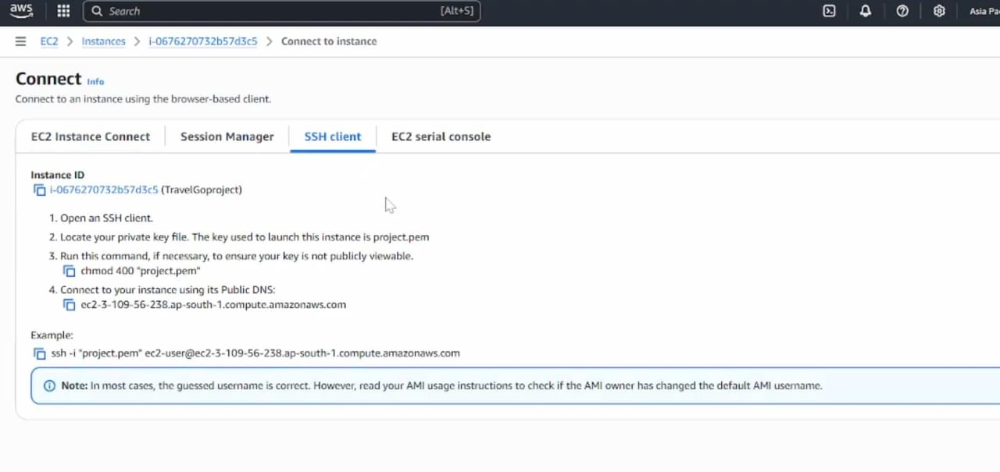 aws
Search [Alt+S]
EC2 > Instances > i-0676270732b57d3c5 > Connect to instance
Connect Info
Connect to an instance using the browser-based client.
EC2 Instance Connect Session Manager SSH client EC2 serial console
Instance ID
i-0676270732b57d3c5 (TravelGoproject)
1. Open an SSH client.
2. Locate your private key file. The key used to launch this instance is project.pem
3. Run this command, if necessary, to ensure your key is not publicly viewable.
chmod 400 "project.pem"
4. Connect to your instance using its Public DNS:
ec2-3-109-56-238.ap-south-1.compute.amazonaws.com
Example:
ssh -i "project.pem" ec2-user@ec2-3-109-56-238.ap-south-1.compute.amazonaws.com
Note: In most cases, the guessed username is correct. However, read your AMI usage instructions to check if the AMI owner has changed the default AMI username.